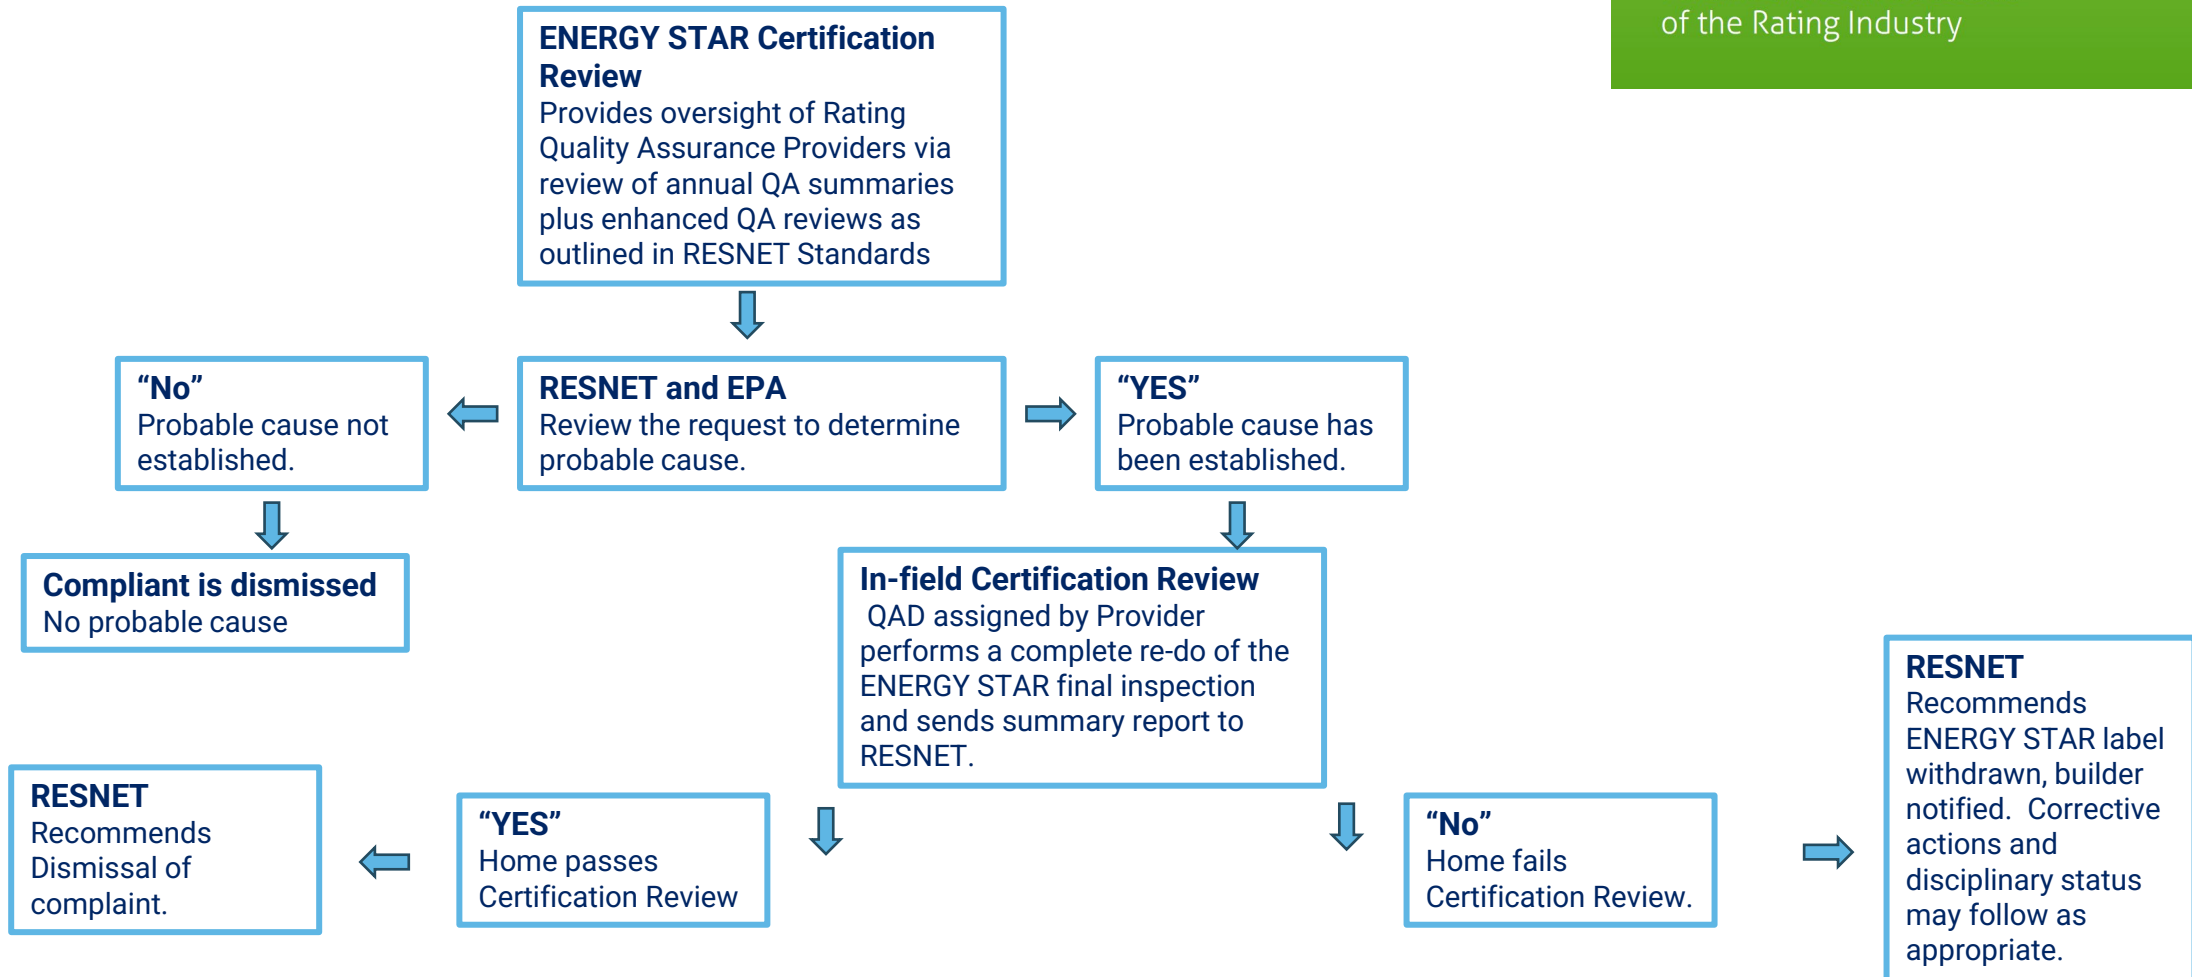 of the Rating Industry
ENERGY STAR Certification
Review
Provides oversight of Rating
Quality Assurance Providers via
review of annual QA summaries
plus enhanced QA reviews as
outlined in RESNET Standards
“No”
Probable cause not
established.
RESNET and EPA
Review the request to determine
probable cause.
“YES”
Probable cause has
been established.
Compliant is dismissed
No probable cause
In-field Certification Review
QAD assigned by Provider
performs a complete re-do of the
ENERGY STAR final inspection
and sends summary report to
RESNET.
RESNET
Recommends
Dismissal of
complaint.
“YES”
Home passes
Certification Review
“No”
Home fails
Certification Review.
RESNET
Recommends
ENERGY STAR label
withdrawn, builder
notified.  Corrective
actions and
disciplinary status
may follow as
appropriate.